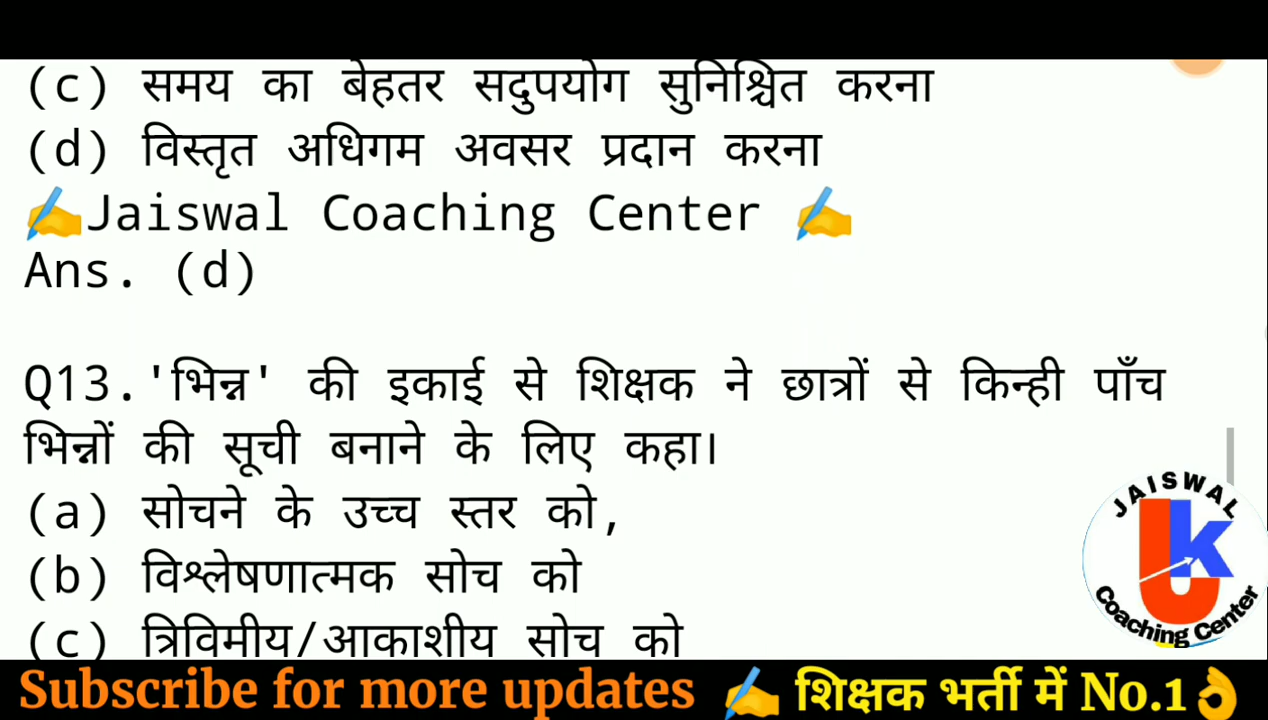 (c) समय का बेहतर सदुपयोग सुनिश्चित करना
(d) विस्तृत अधिगम अवसर प्रदान करना
✍Jaiswal Coaching Center ✍
Ans. (d)
Q13.'भिन्न' की इकाई से शिक्षक ने छात्रों से किन्ही पाँच
भिन्नों की सूची बनाने के लिए कहा।
(a) सोचने के उच्च स्तर को,
(b) विश्लेषणात्मक सोच को
(c) त्रिविमीय/आकाशीय सोच को
JAISWAL
JK
Coaching Center
Subscribe for more updates ✍ शिक्षक भर्ती में No.1👌